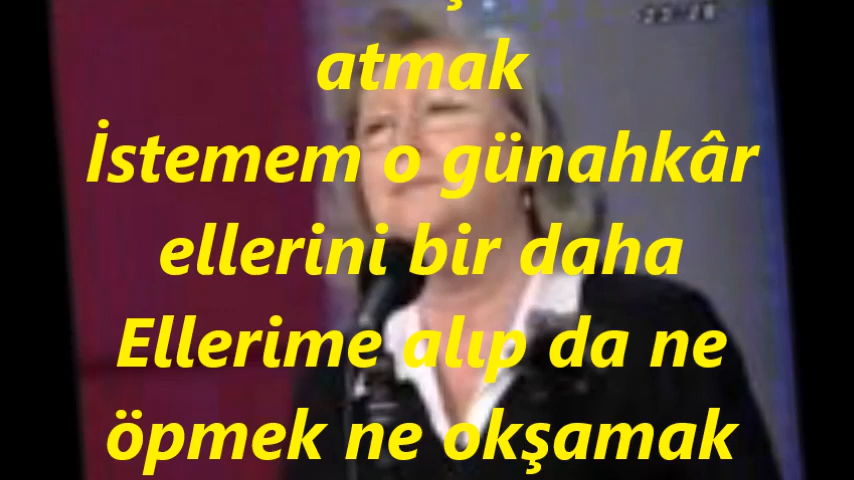 atmak
İstemem o günahkâr
ellerini bir daha
Ellerime alıp da ne
öpmek ne okşamak